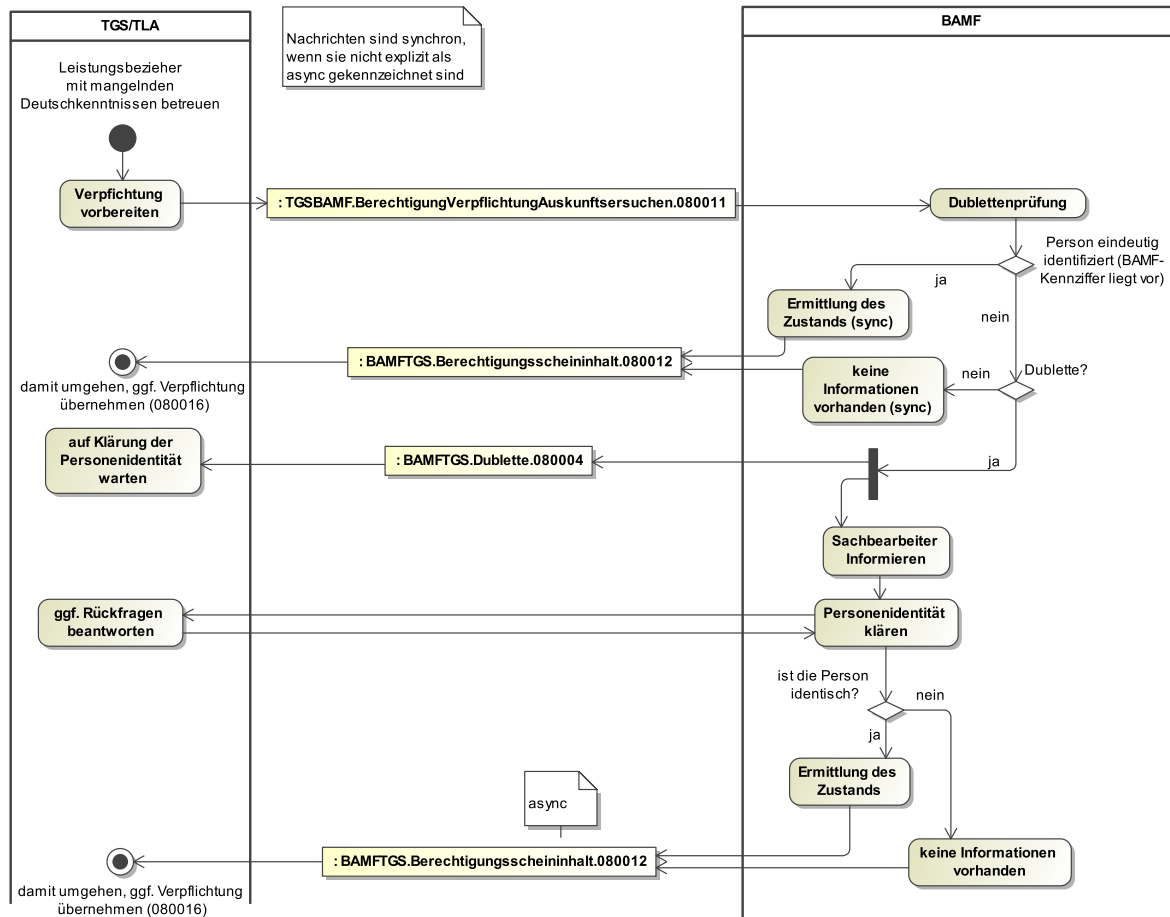 TGS/TLA
BAMF
Nachrichten sind synchron,
wenn sie nicht explizit als
async gekennzeichnet sind
Leistungsbezieher
mit mangelnden
Deutschkenntnissen betreuen
Verpfichtung
vorbereiten
: TGSBAMF.BerechtigungVerpflichtungAuskunftsersuchen.080011
Dublettenprüfung
Person eindeutig
identifiziert (BAMF-
Kennziffer liegt vor)
ja
nein
Ermittlung des
Zustands (sync)
: BAMFTGS.Berechtigungsscheininhalt.080012
damit umgehen, ggf. Verpflichtung
übernehmen (080016)
keine
Informationen
vorhanden (sync)
nein
Dublette?
auf Klärung der
Personenidentität
warten
: BAMFTGS.Dublette.080004
ja
Sachbearbeiter
Informieren
ggf. Rückfragen
beantworten
Personenidentität
klären
ist die Person
identisch?
nein
ja
Ermittlung des
Zustands
async
: BAMFTGS.Berechtigungsscheininhalt.080012
keine Informationen
vorhanden
damit umgehen, ggf. Verpflichtung
übernehmen (080016)